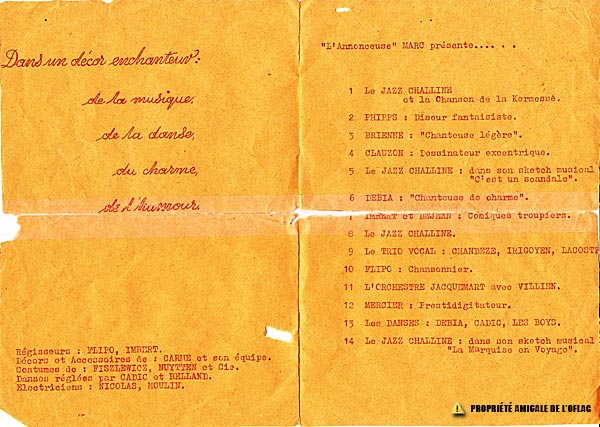 Dans un décor enchanteur:
de la musique,
de la danse,
du charme,
de l'humour.
Régisseurs : FLIPO, IMBERT.
Décors et Accessoires de : CARHE et son équipe.
Costumes de : FISZLEWICZ, NUYTTEN et Cie.
Danses réglées par CADIC et BELLAND.
Electriciens : NICOLAS, MOULIN.
"L'Annonceuse" MARC présente.... . .
1 Le JAZZ CHALLINE
et la Chanson de la Kermesse.
2 PHIPPS : Diseur fantaisiste.
3 BRIENNE : "Chanteuse légère".
4 CLAUZON : Dessinateur excentrique.
5 Le JAZZ CHALLINE : dans son sketch musical
"C'est un scandale".
6 DEBIA : "Chanteuse de charme".
7 IMBERT et DEJEAN : Comiques troupiers.
8 Le JAZZ CHALLINE.
9 Le TRIO VOCAL : CHANDEZE, IRIGOYEN, LACOSTE
10 FLIPO : Chansonnier.
11 L'ORCHESTRE JACQUEMART avec VILLIEN.
12 MERCIER : Prestidigitateur.
13 Les DANSES : DEBIA, CADIC, LES BOYS.
14 Le JAZZ CHALLINE : dans son sketch musical
"La Marquise en Voyage".
PROPRIÉTÉ AMICALE DE L'OFLAG